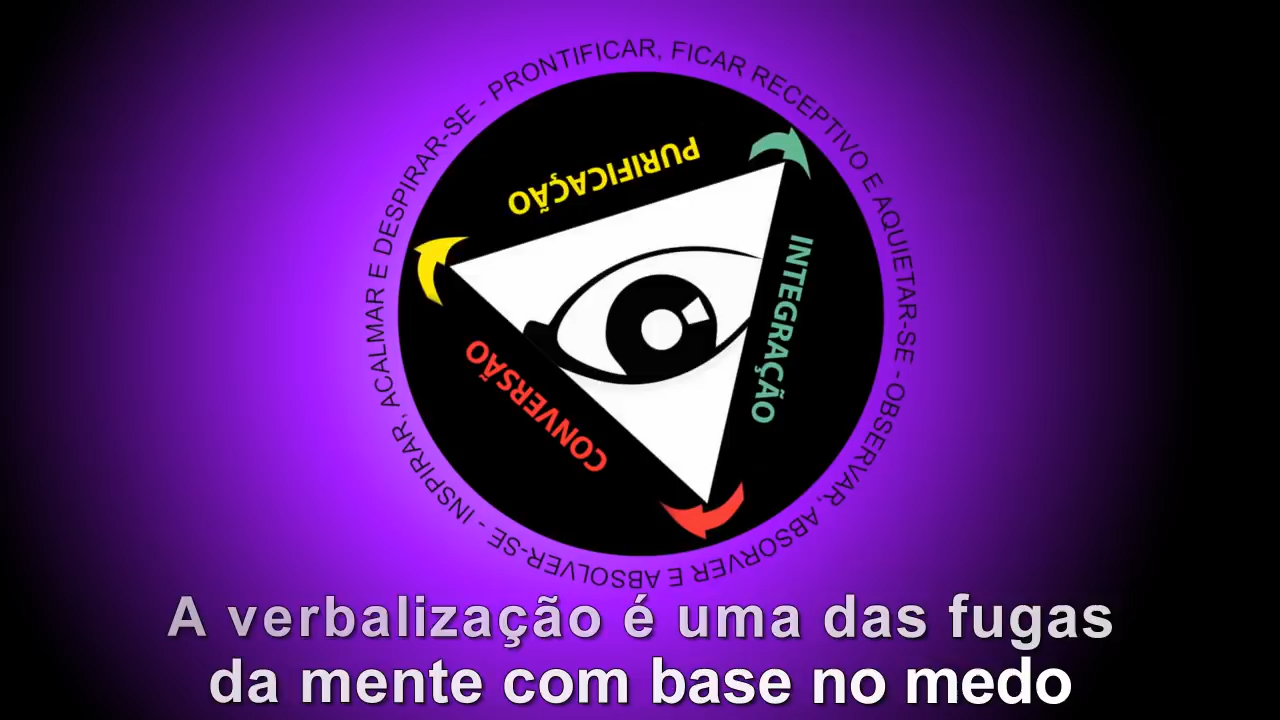 INSPIRAR, ACALMAR E DESPIRAR-SE - PRONTIFICAR, FICAR RECEPTIVO E AQUIETAR-SE - OBSERVAR, ABSORVER E ABSOLVER-SE -
PURIFICAÇÃO
INTEGRAÇÃO
CONVERSÃO
A verbalização é uma das fugas
da mente com base no medo